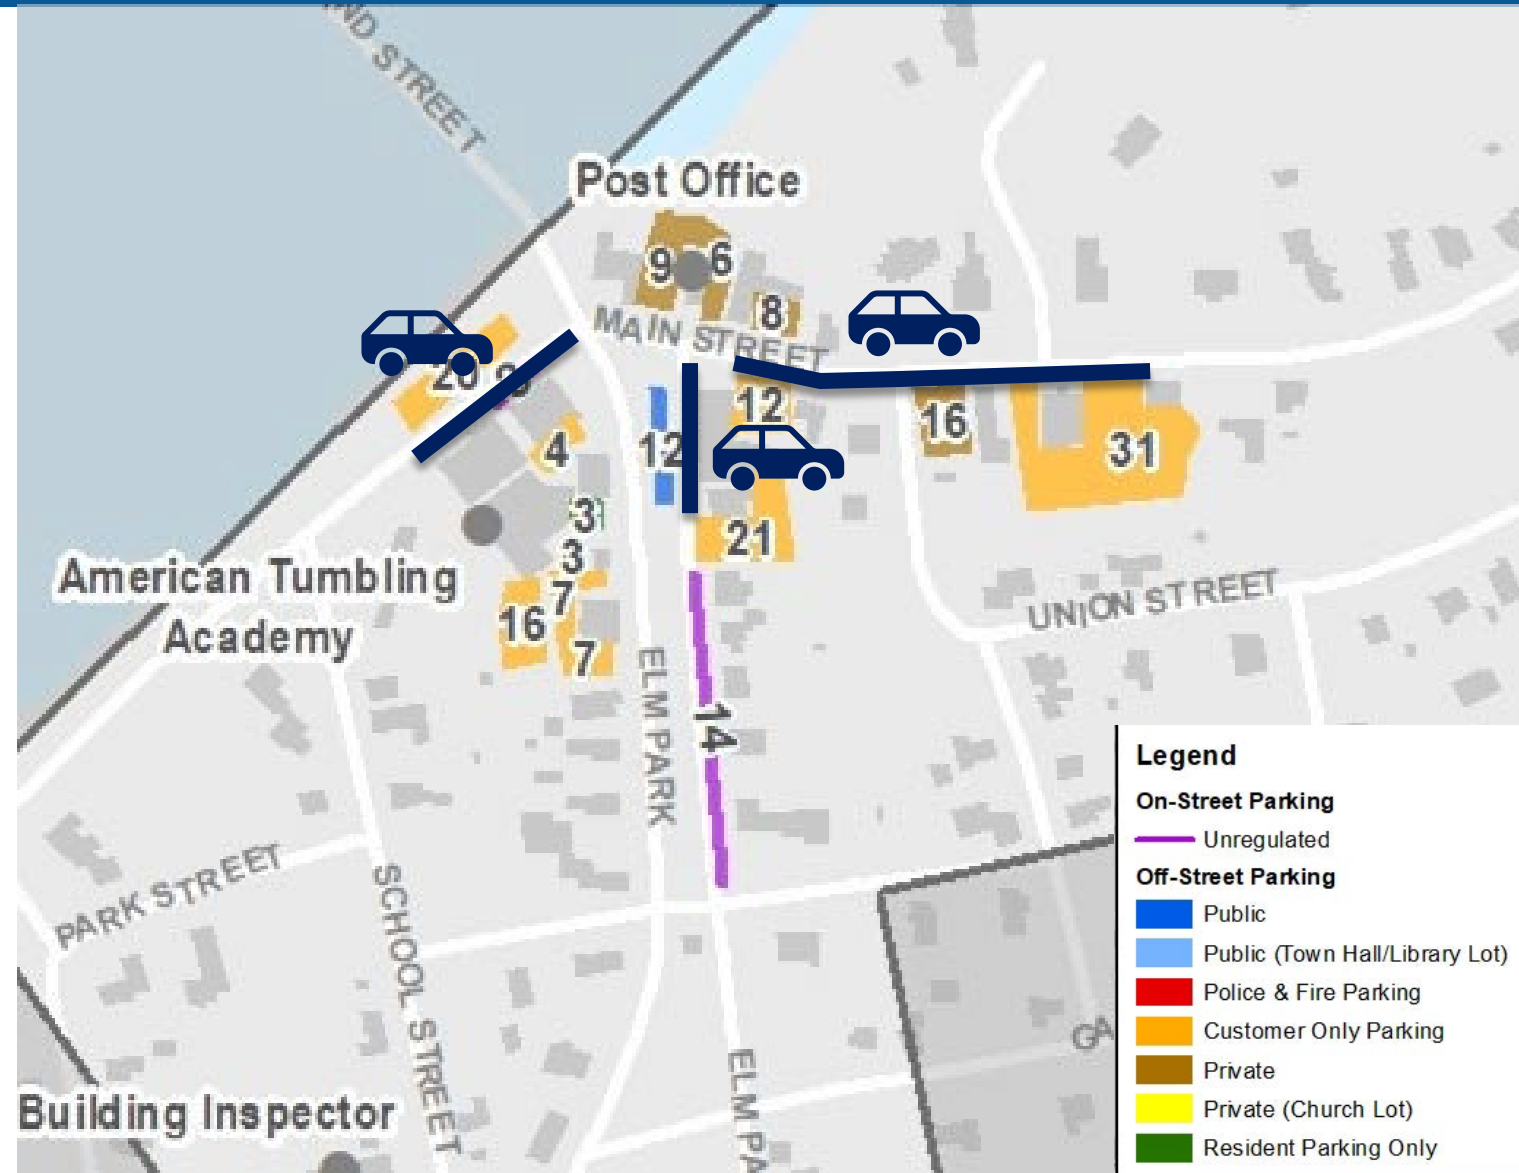 ND STREET
Post Office
9
6
8
MAIN STREET
20
12
16
31
4
12
3
21
3
7
16
7
American Tumbling
Academy
UNION STREET
ELM PARK
14
PARK STREET
SCHOOL STREET
ELM PA
GA
Building Inspector
Legend
On-Street Parking
Unregulated
Off-Street Parking
Public
Public (Town Hall/Library Lot)
Police & Fire Parking
Customer Only Parking
Private
Private (Church Lot)
Resident Parking Only